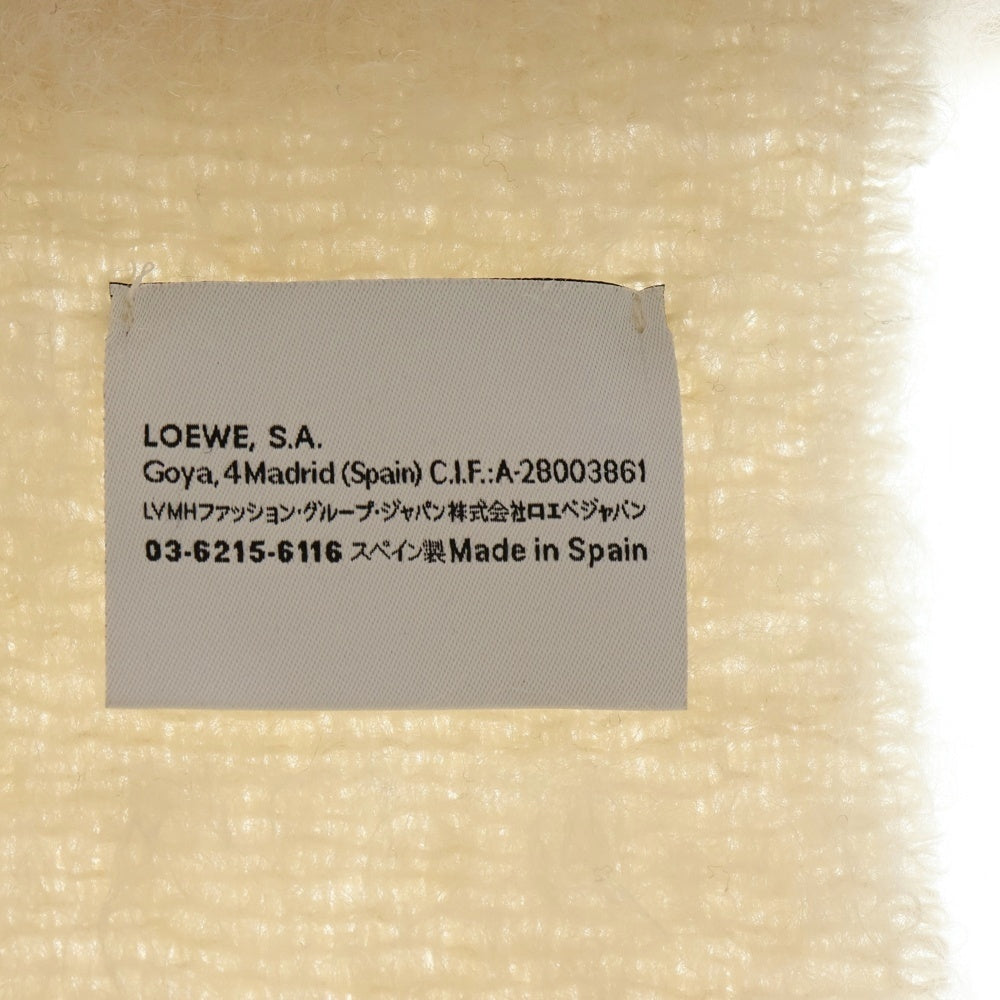 LOEWE, S.A.
Goya, 4 Madrid (Spain) C.I.F.:A-28003861
LVMHファッション・グループ・ジャパン株式会社ロエベジャパン
03-6215-6116 スペイン製 Made in Spain